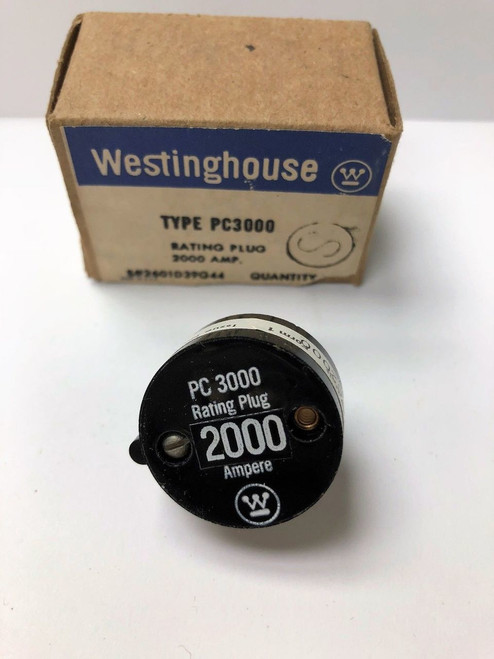 Westinghouse W
TYPE PC3000
RATING PLUG
2000 AMP.
QUANTITY
S
PC 3000
Rating Plug
2000
Ampere
W